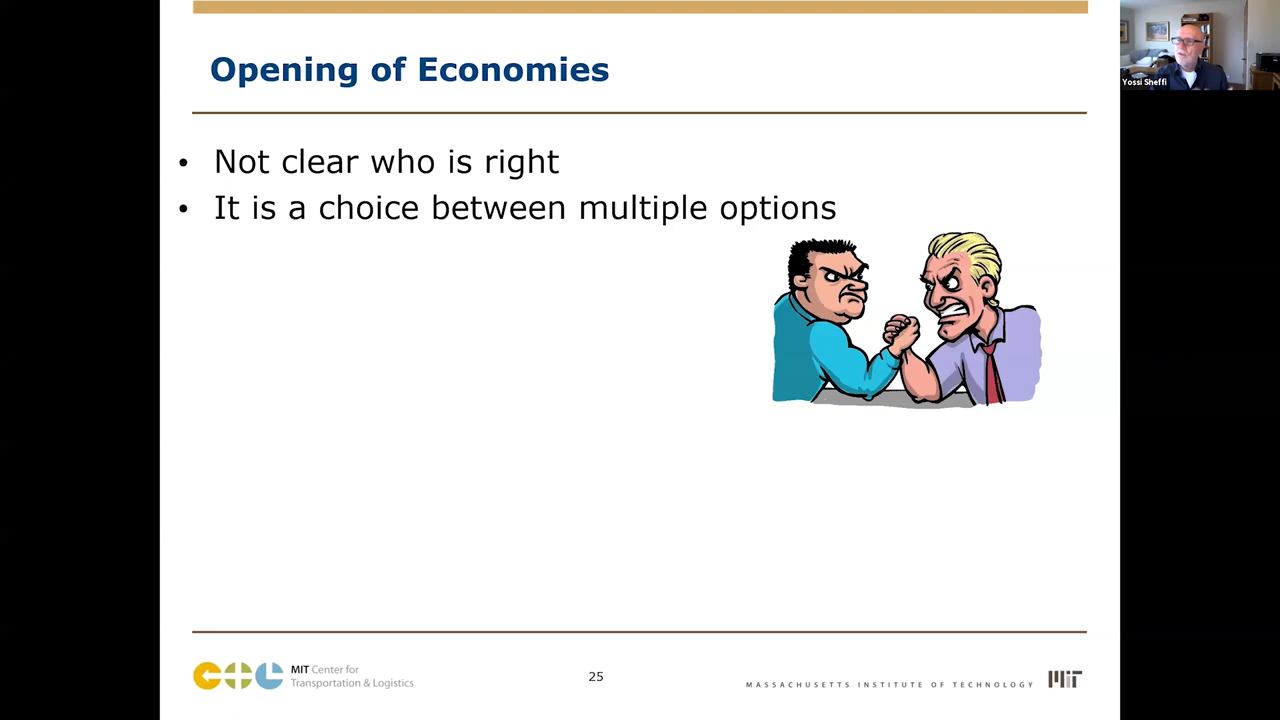 Opening of Economies
Yossi Sheffi
• Not clear who is right
• It is a choice between multiple options
MIT Center for
Transportation & Logistics
25
MASSACHUSETTS INSTITUTE OF TECHNOLOGY
MIT